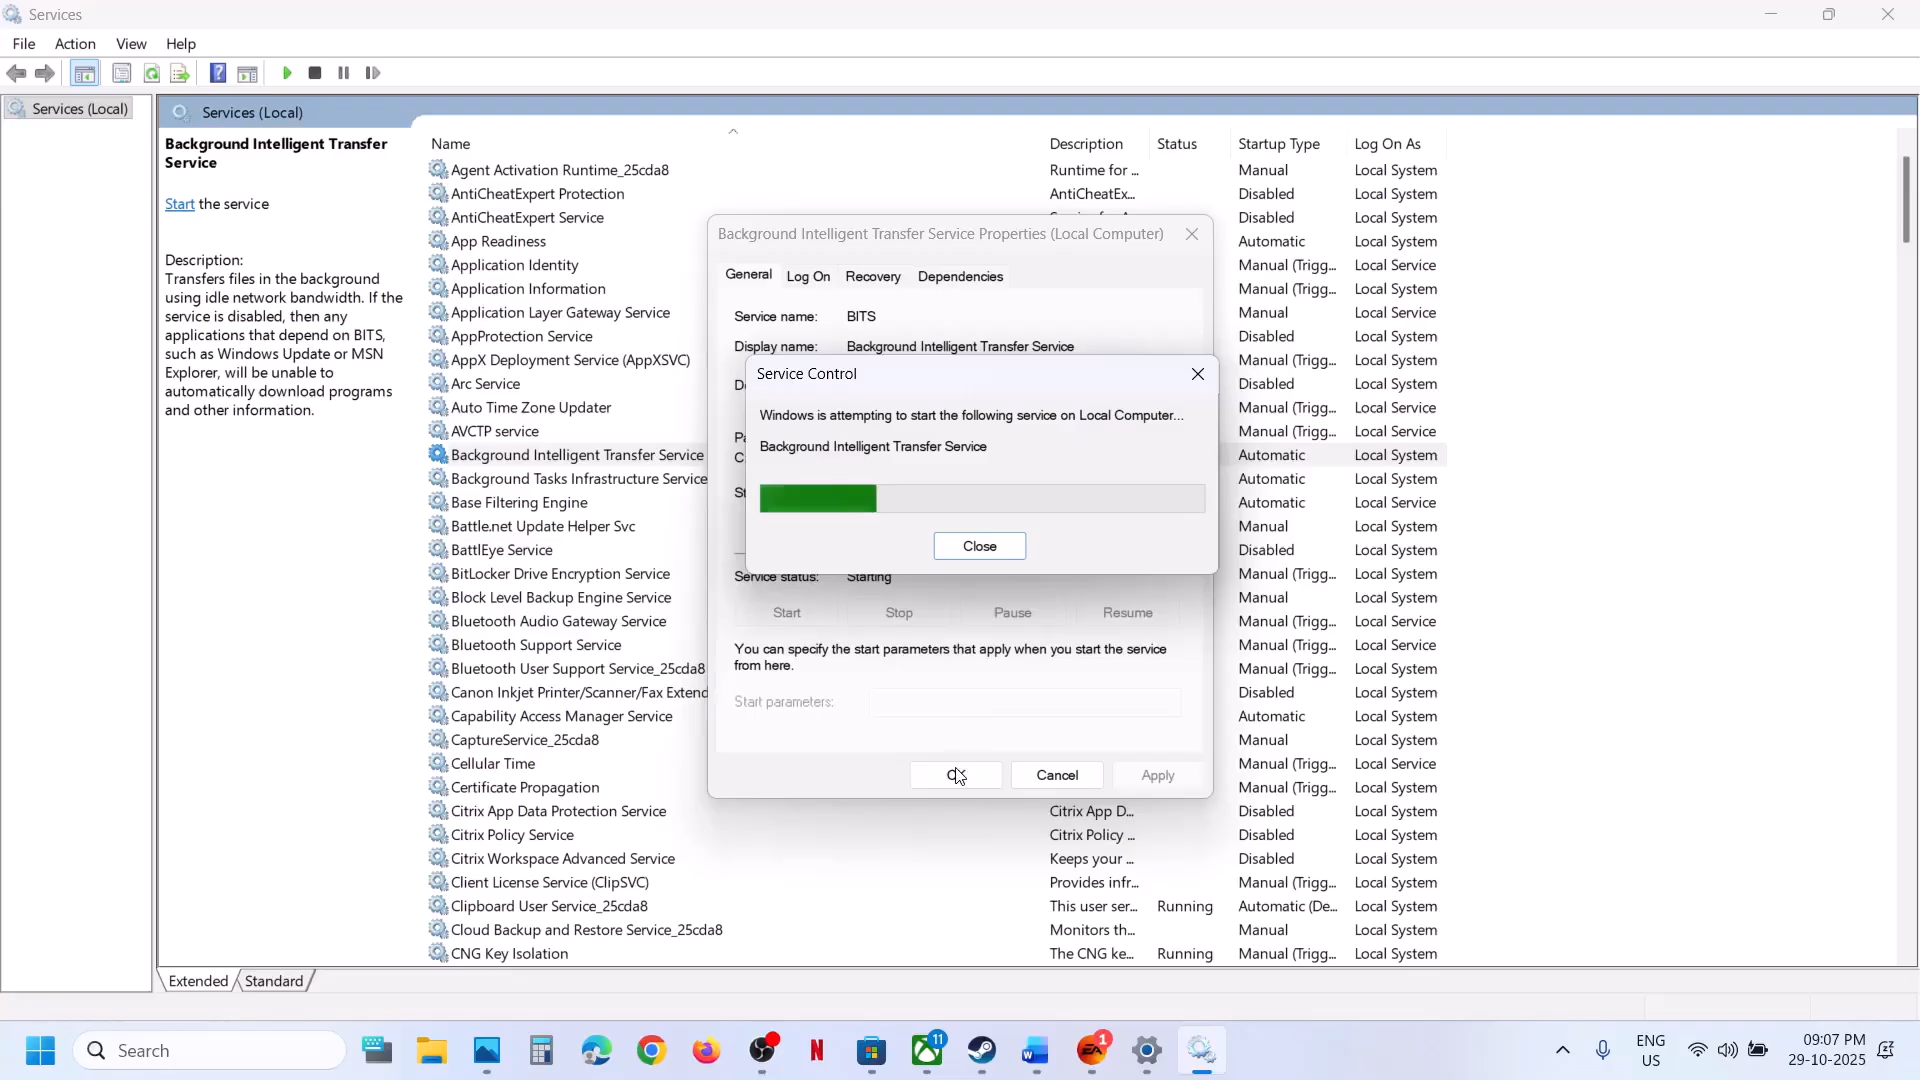 Services
File Action View Help
Services (Local)
Services (Local)
Background Intelligent Transfer
Service
Start the service
Description:
Transfers files in the background
using idle network bandwidth. If the
service is disabled, then any
applications that depend on BITS,
such as Windows Update or MSN
Explorer, will be unable to
automatically download programs
and other information.
Name Description Status Startup Type Log On As
Agent Activation Runtime_25cda8 Runtime for ... Manual Local System
AntiCheatExpert Protection AntiCheatEx... Disabled Local System
AntiCheatExpert Service Disabled Local System
App Readiness Automatic Local System
Application Identity Manual (Trigg... Local Service
Application Information Manual (Trigg... Local System
Application Layer Gateway Service Manual Local Service
AppProtection Service Disabled Local System
AppX Deployment Service (AppXSVC) Manual (Trigg... Local System
Arc Service Disabled Local System
Auto Time Zone Updater Manual Local Service
AVCTP service Manual (Trigg... Local Service
Background Intelligent Transfer Service Automatic Local System
Background Tasks Infrastructure Service Automatic Local System
Base Filtering Engine Automatic Local Service
Battle.net Update Helper Svc Manual Local System
BattlEye Service Disabled Local System
BitLocker Drive Encryption Service Manual (Trigg... Local System
Block Level Backup Engine Service Manual Local System
Bluetooth Audio Gateway Service Manual (Trigg... Local Service
Bluetooth Support Service Manual (Trigg... Local Service
Bluetooth User Support Service_25cda8 Manual (Trigg... Local System
Canon Inkjet Printer/Scanner/Fax Extend Disabled Local System
Capability Access Manager Service Automatic Local System
CaptureService_25cda8 Manual Local System
Cellular Time Manual (Trigg... Local Service
Certificate Propagation Manual (Trigg... Local System
Citrix App Data Protection Service Citrix App D... Disabled Local System
Citrix Policy Service Citrix Policy ... Disabled Local System
Citrix Workspace Advanced Service Keeps your ... Disabled Local System
Client License Service (ClipSVC) Provides infr... Manual (Trigg... Local System
Clipboard User Service_25cda8 This user ser... Running Automatic (De... Local System
Cloud Backup and Restore Service_25cda8 Monitors th... Manual Local System
CNG Key Isolation The CNG ke... Running Manual (Trigg... Local System
Background Intelligent Transfer Service Properties (Local Computer)
General Log On Recovery Dependencies
Service name: BITS
Display name: Background Intelligent Transfer Service
Service Control
Windows is attempting to start the following service on Local Computer...
Background Intelligent Transfer Service
Close
Service status: Starting
Start Stop Pause Resume
You can specify the start parameters that apply when you start the service
from here.
Start parameters:
OK Cancel Apply
Extended Standard
Search
11
1
ENG
US
09:07 PM
29-10-2025